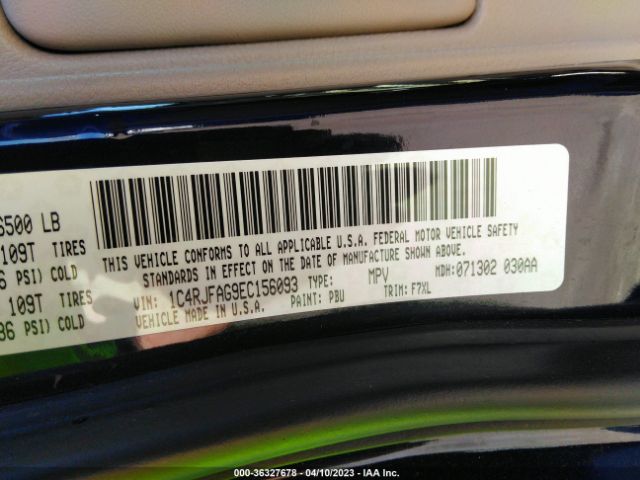 6500 LB
109T TIRES
6 PSI) COLD
109T TIRES
36 PSI) COLD
THIS VEHICLE CONFORMS TO ALL APPLICABLE U.S.A. FEDERAL MOTOR VEHICLE SAFETY
STANDARDS IN EFFECT ON THE DATE OF MANUFACTURE SHOWN ABOVE.
VIN: 1C4RJFAG9EC156093 TYPE: MPV MDH: 071302 030AA
VEHICLE MADE IN U.S.A. PAINT: PBU TRIM: F7XL
000-36327678 - 04/10/2023 - IAA Inc.